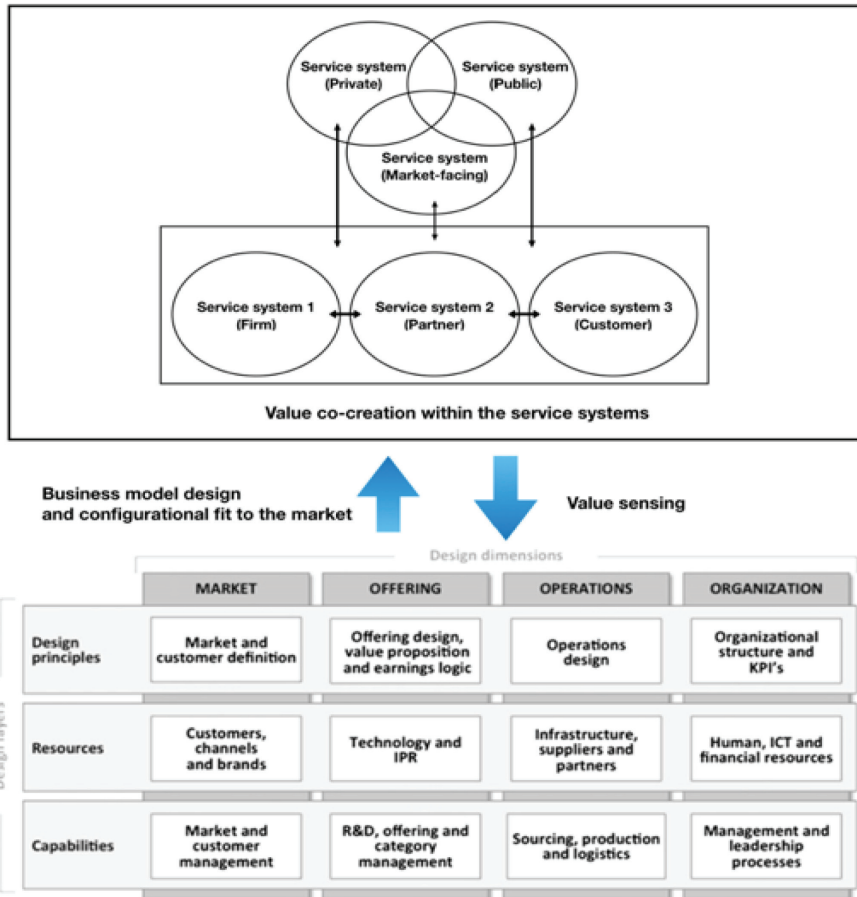 Service system
(Private)
Service system
(Public)
Service system
(Market-facing)
Service system 1
(Firm)
Service system 2
(Partner)
Service system 3
(Customer)
Value co-creation within the service systems
Business model design
and configurational fit to the market
Value sensing
Design dimensions
MARKET
OFFERING
OPERATIONS
ORGANIZATION
Design layers
Design
principles
Market and
customer definition
Offering design,
value proposition
and earnings logic
Operations
design
Organizational
structure and
KPI's
Resources
Customers,
channels
and brands
Technology and
IPR
Infrastructure,
suppliers and
partners
Human, ICT and
financial resources
Capabilities
Market and
customer
management
R&D, offering and
category
management
Sourcing, production
and logistics
Management and
leadership
processes